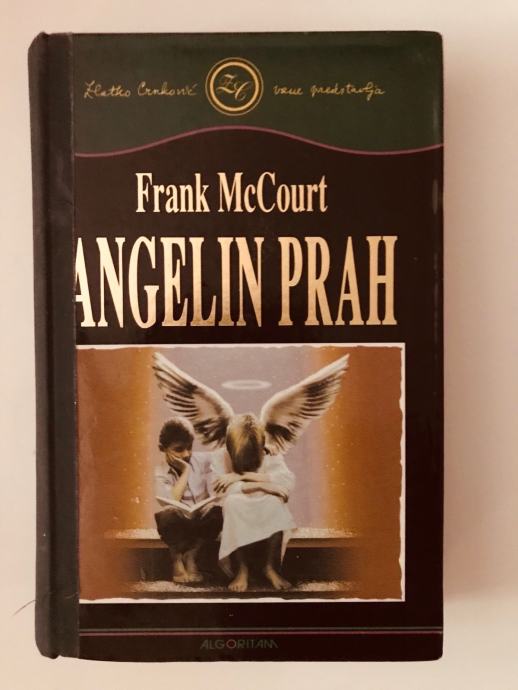 Zlatko Crnković ZC vam predstavlja
Frank McCourt
ANGELIN PRAH
ALGORITAM